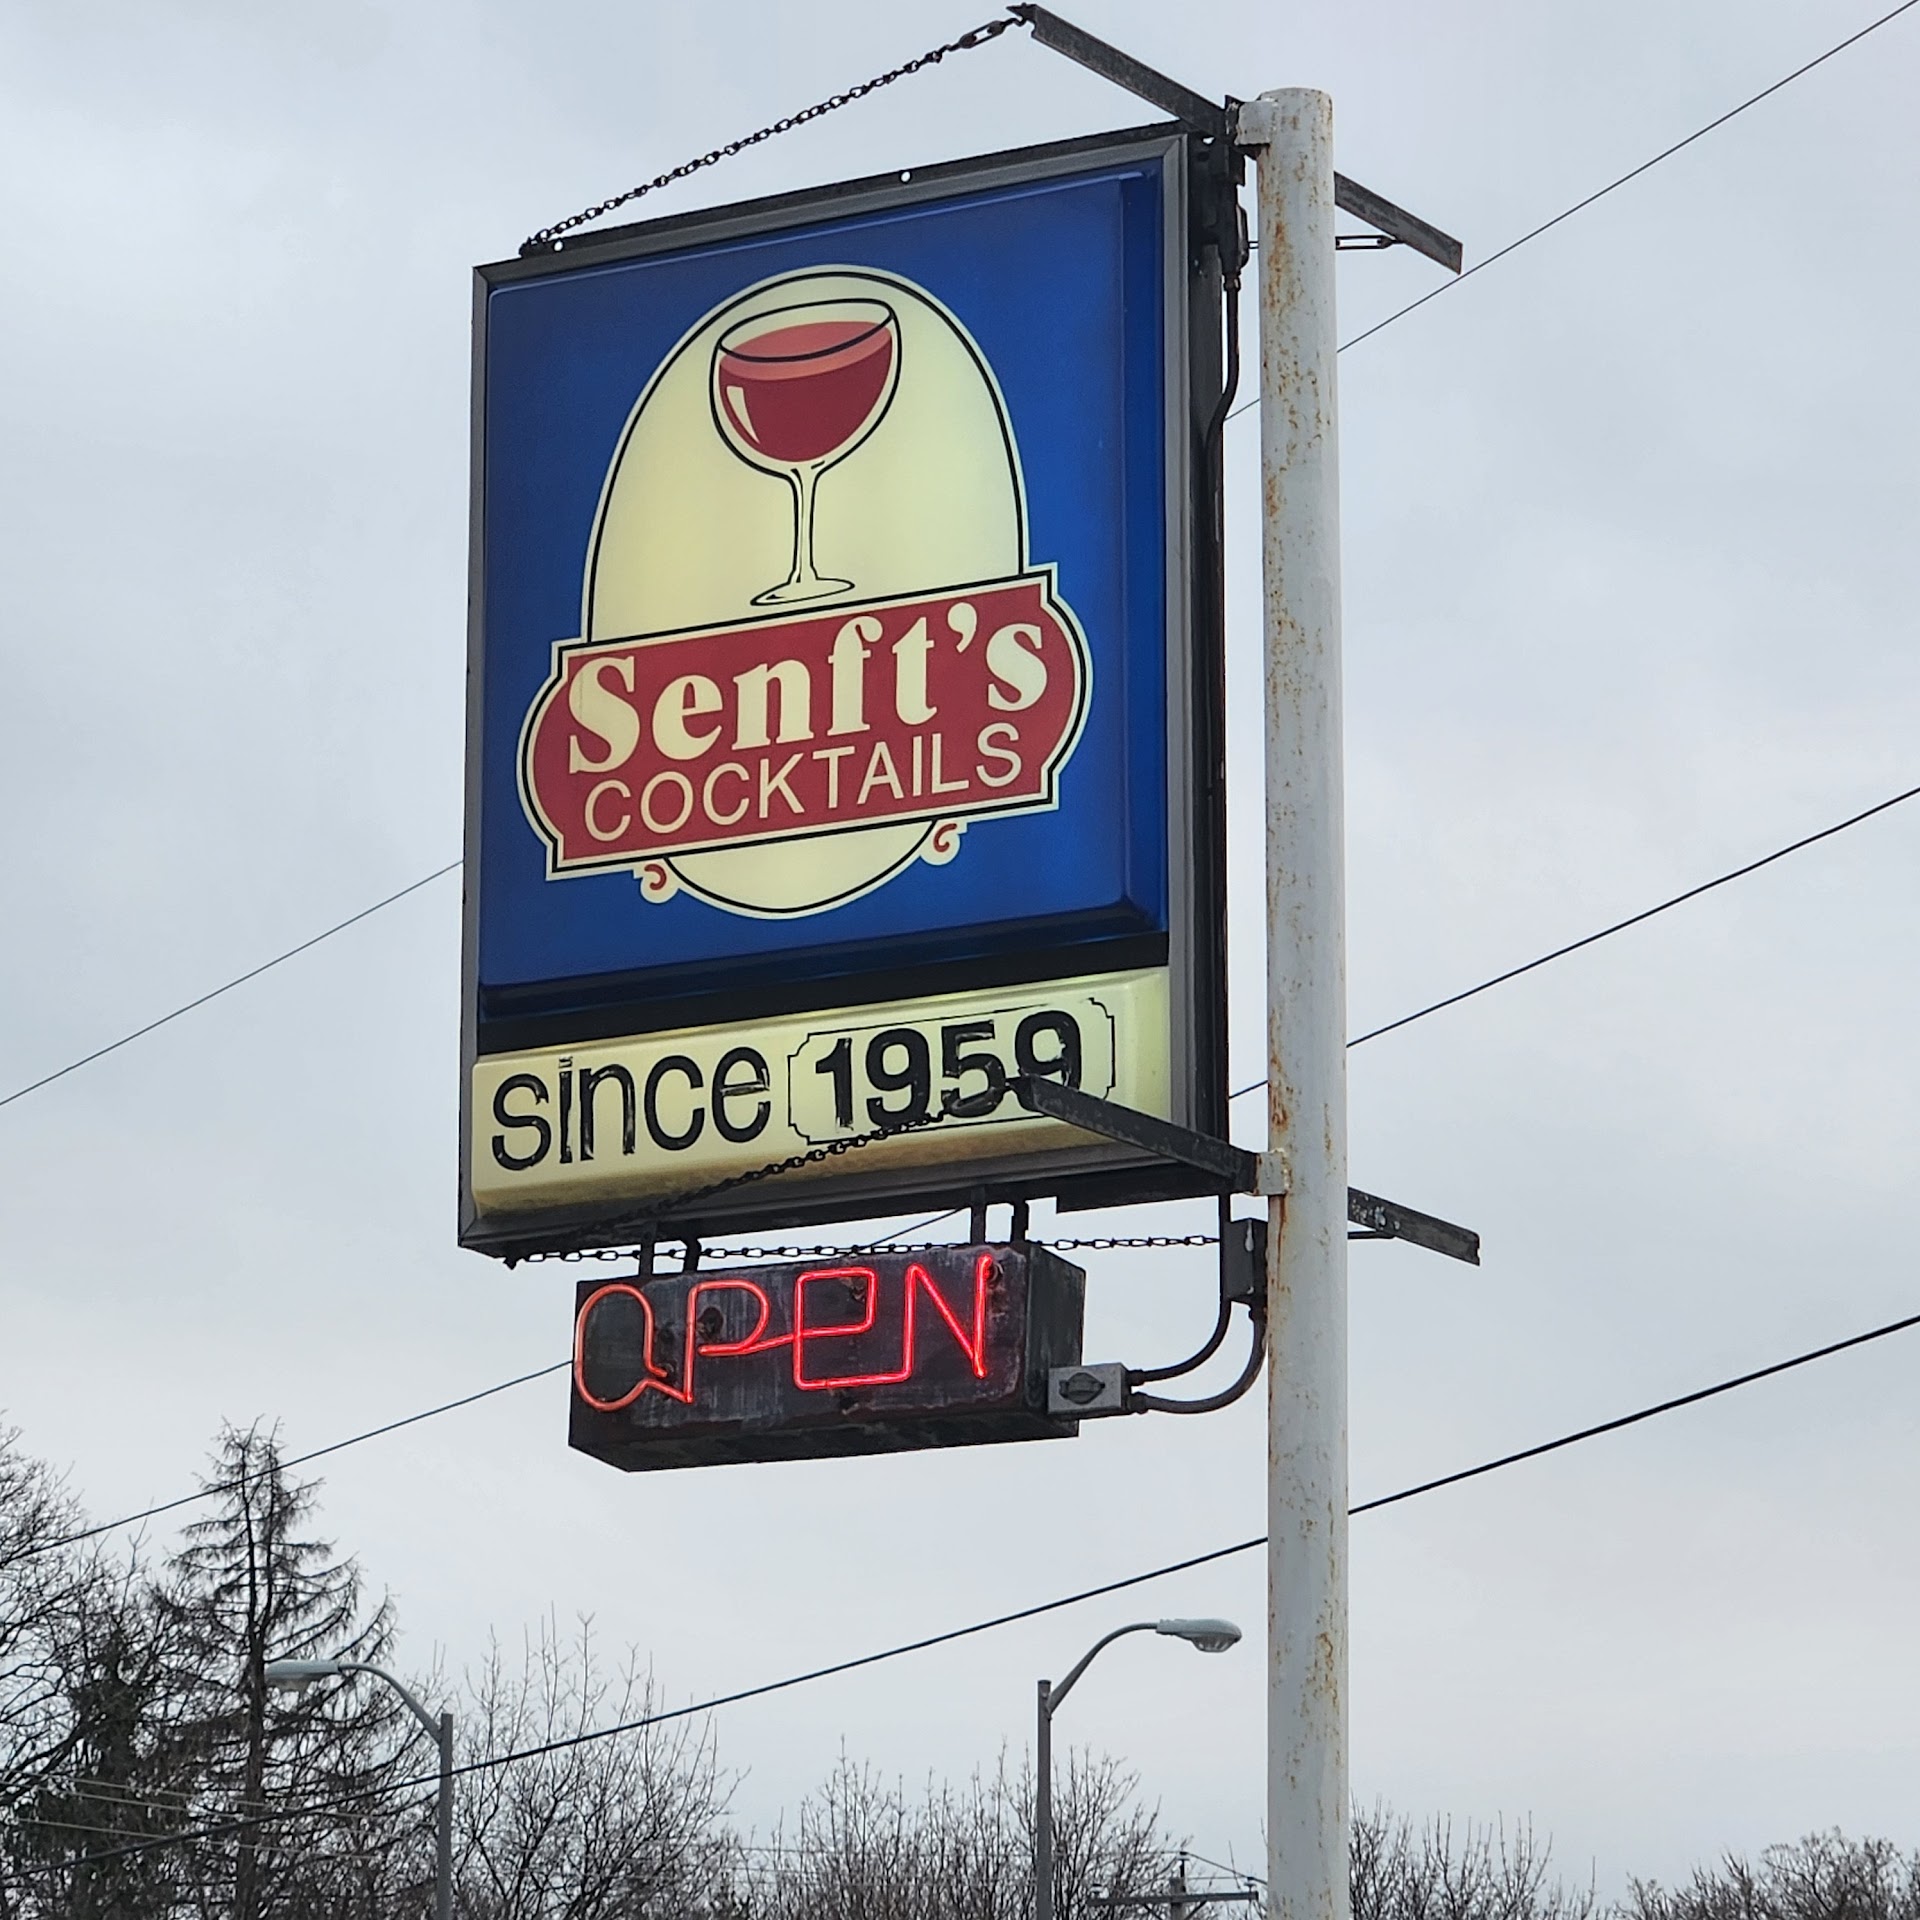 Senft's
COCKTAILS
since 1959
OPEN